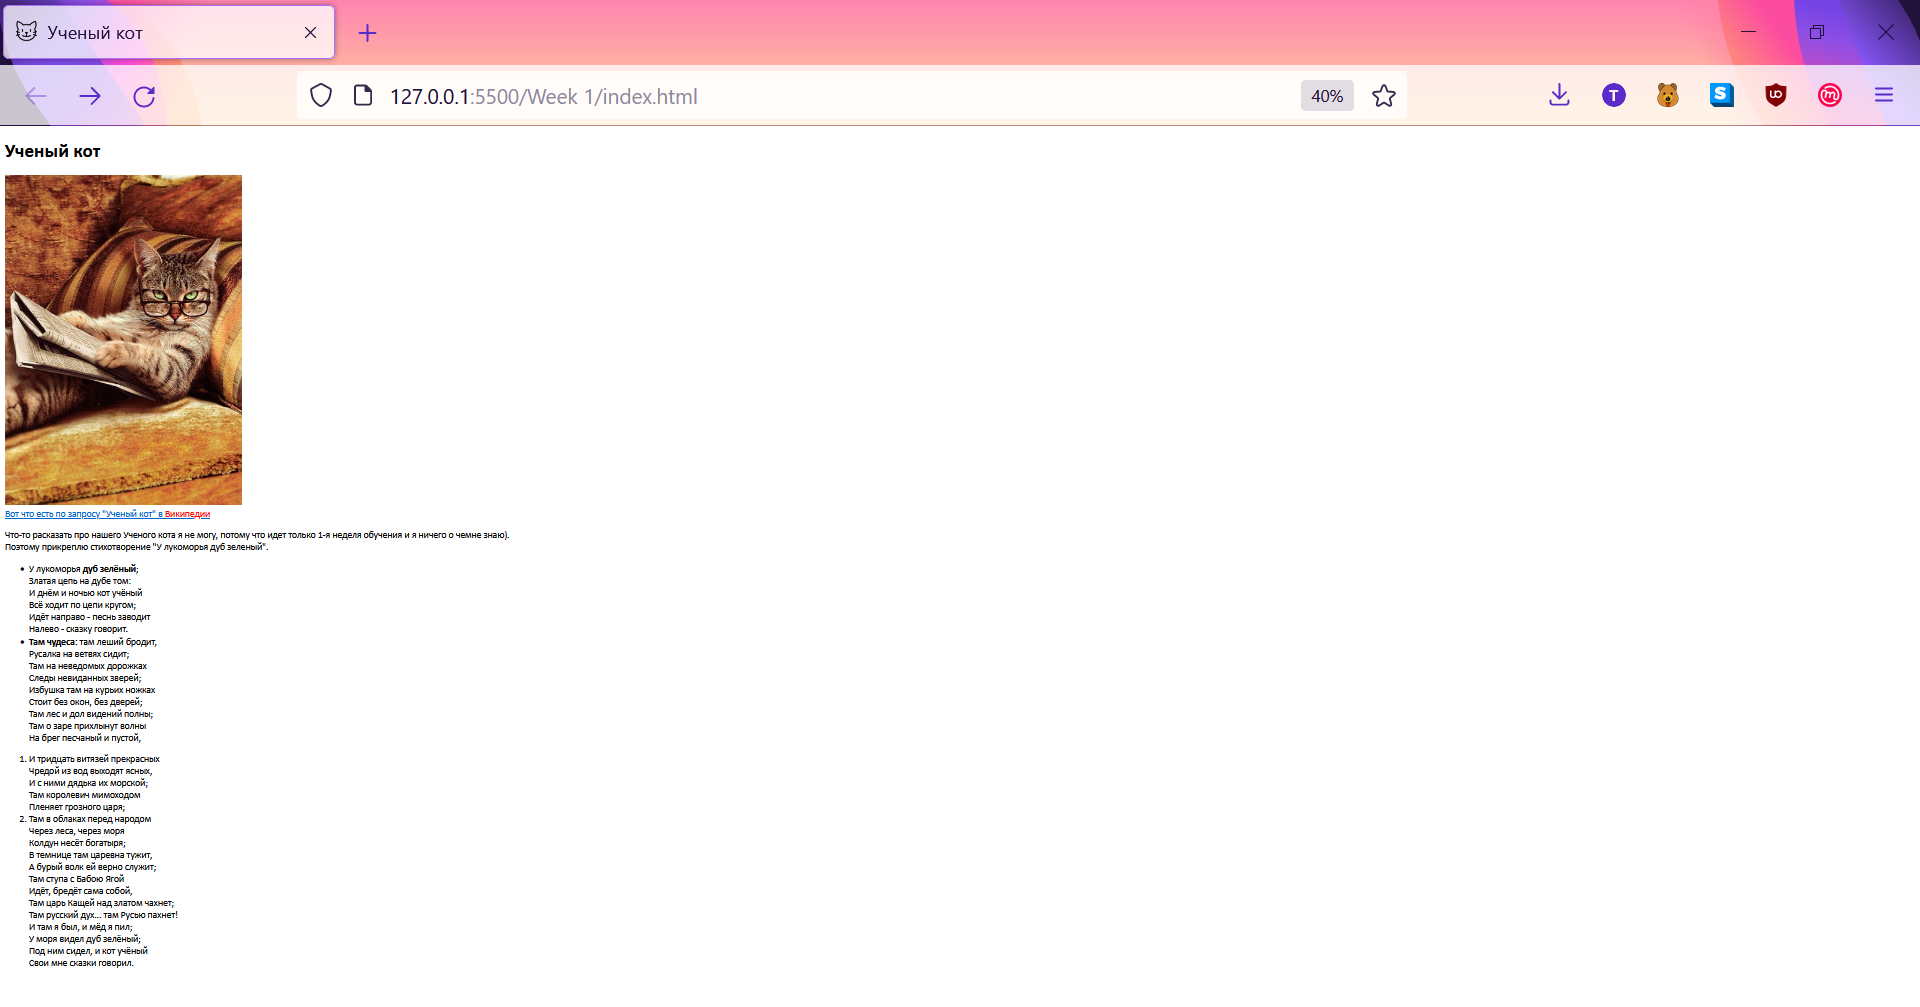 Ученый кот
127.0.0.1:5500/Week 1/index.html
40%
Ученый кот
Вот что есть по запросу "Ученый кот" в Википедии
Что-то расказать про нашего Ученого кота я не могу, потому что идет только 1-я неделя обучения и я ничего о чемне знаю).
Поэтому прикреплю стихотворение "У лукоморья дуб зеленый".
• У лукоморья дуб зелёный;
Златая цепь на дубе том:
И днём и ночью кот учёный
Всё ходит по цепи кругом;
Идёт направо - песнь заводит
Налево - сказку говорит.
• Там чудеса: там леший бродит,
Русалка на ветвях сидит;
Там на неведомых дорожках
Следы невиданных зверей;
Избушка там на курьих ножках
Стоит без окон, без дверей;
Там лес и дол видений полны;
Там о заре прихлынут волны
На брег песчаный и пустой,
1. И тридцать витязей прекрасных
Чредой из вод выходят ясных,
И с ними дядька их морской;
Там королевич мимоходом
Пленяет грозного царя;
2. Там в облаках перед народом
Через леса, через моря
Колдун несёт богатыря;
В темнице там царевна тужит,
А бурый волк ей верно служит;
Там ступа с Бабою Ягой
Идёт, бредёт сама собой,
Там царь Кащей над златом чахнет;
Там русский дух... там Русью пахнет!
И там я был, и мёд я пил;
У моря видел дуб зелёный;
Под ним сидел, и кот учёный
Свои мне сказки говорил.